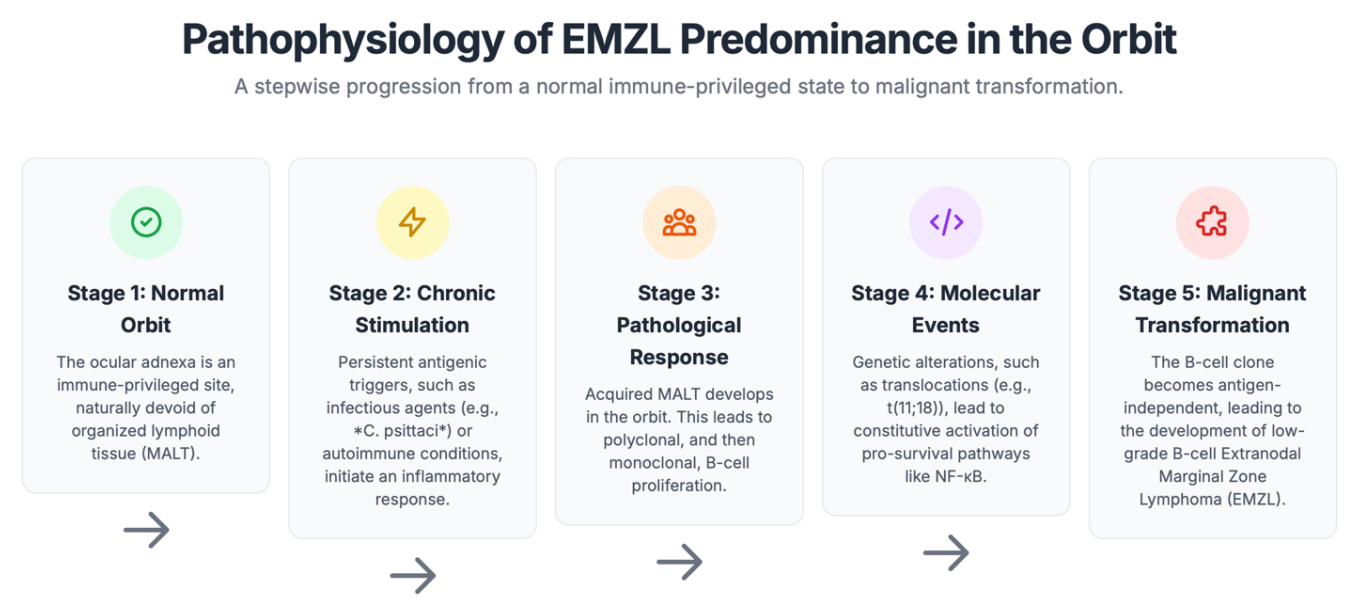 Pathophysiology of EMZL Predominance in the Orbit
A stepwise progression from a normal immune-privileged state to malignant transformation.
Stage 1: Normal
Orbit
The ocular adnexa is an
immune-privileged site,
naturally devoid of
organized lymphoid
tissue (MALT).
Stage 2: Chronic
Stimulation
Persistent antigenic
triggers, such as
infectious agents (e.g.,
*C. psittaci*) or
autoimmune conditions,
initiate an inflammatory
response.
Stage 3:
Pathological
Response
Acquired MALT develops
in the orbit. This leads to
polyclonal, and then
monoclonal, B-cell
proliferation.
Stage 4: Molecular
Events
Genetic alterations, such
as translocations (e.g.,
t(11;18)), lead to
constitutive activation of
pro-survival pathways
like NF-κB.
Stage 5: Malignant
Transformation
The B-cell clone
becomes antigen-
independent, leading to
the development of low-
grade B-cell Extranodal
Marginal Zone
Lymphoma (EMZL).